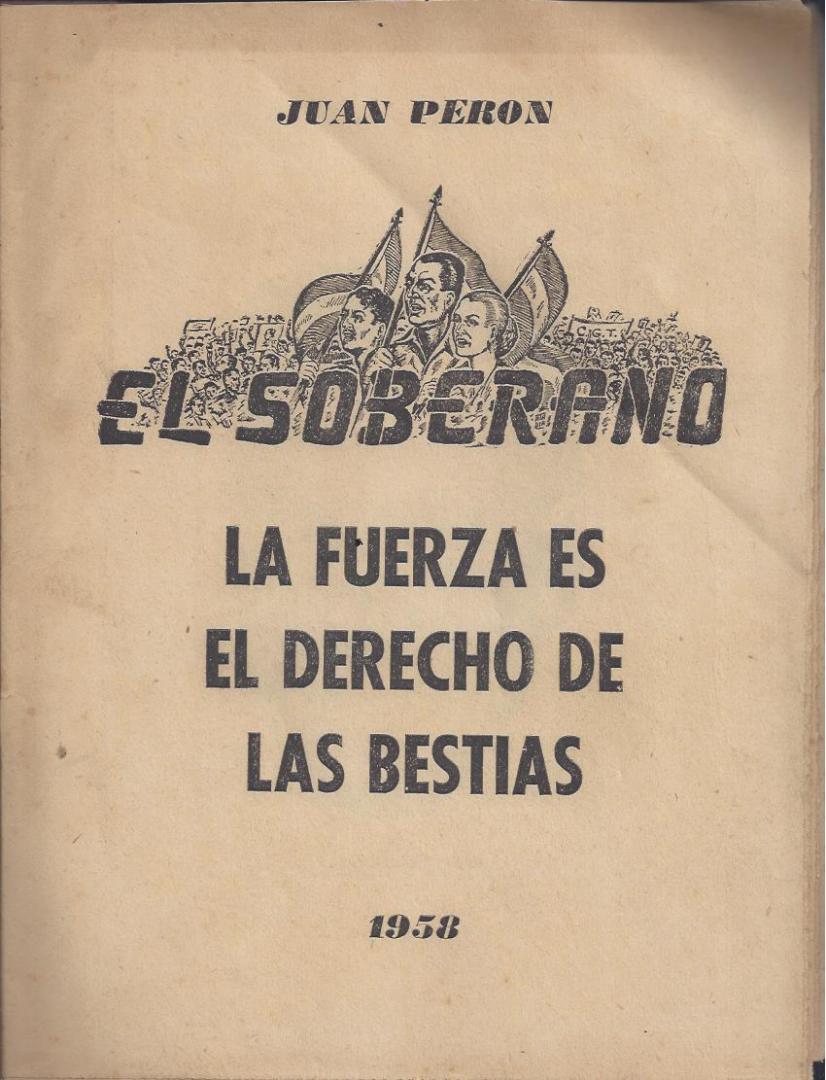 JUAN PERON
C.G.T.
EL SOBERANO
LA FUERZA ES
EL DERECHO DE
LAS BESTIAS
1958